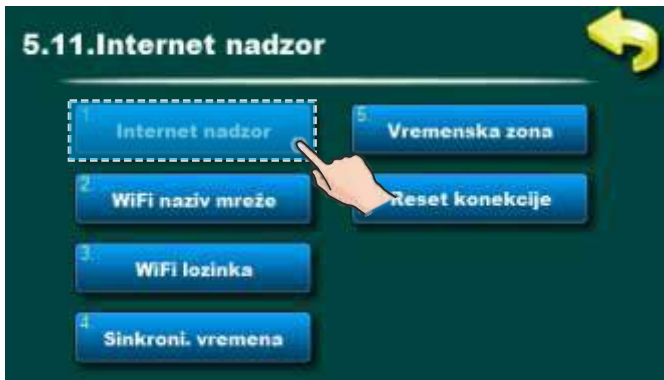 5.11.Internet nadzor
1.
Internet nadzor
2.
WiFi naziv mreže
3.
WiFi lozinka
4.
Sinkroni. vremena
5.
Vremenska zona
Reset konekcije